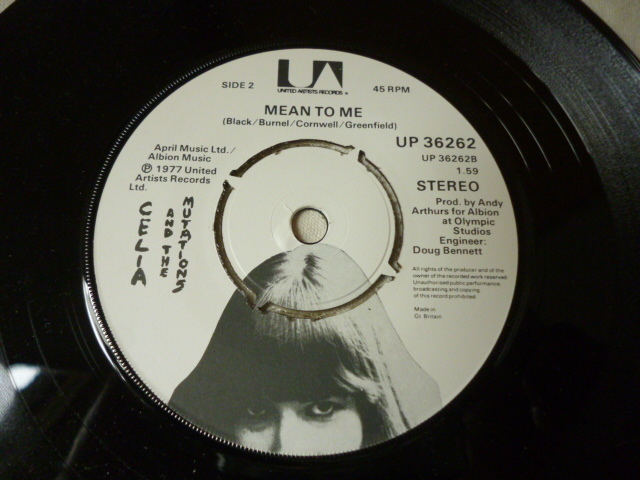 UA
UNITED ARTISTS RECORDS
SIDE 2
45 RPM
MEAN TO ME
(Black/Burnel/Cornwell/Greenfield)
April Music Ltd./
Albion Music
℗ 1977 United
Artists Records
Ltd.
UP 36262
UP 36262B
1.59
STEREO
Prod. by Andy
Arthurs for Albion
at Olympic
Studios
Engineer:
Doug Bennett
CELIA
AND THE
MUTATIONS
All rights of the producer and of the
owner of the recorded work reserved.
Unauthorised public performance,
broadcasting and copying
of this record prohibited.
Made in
Gt. Britain